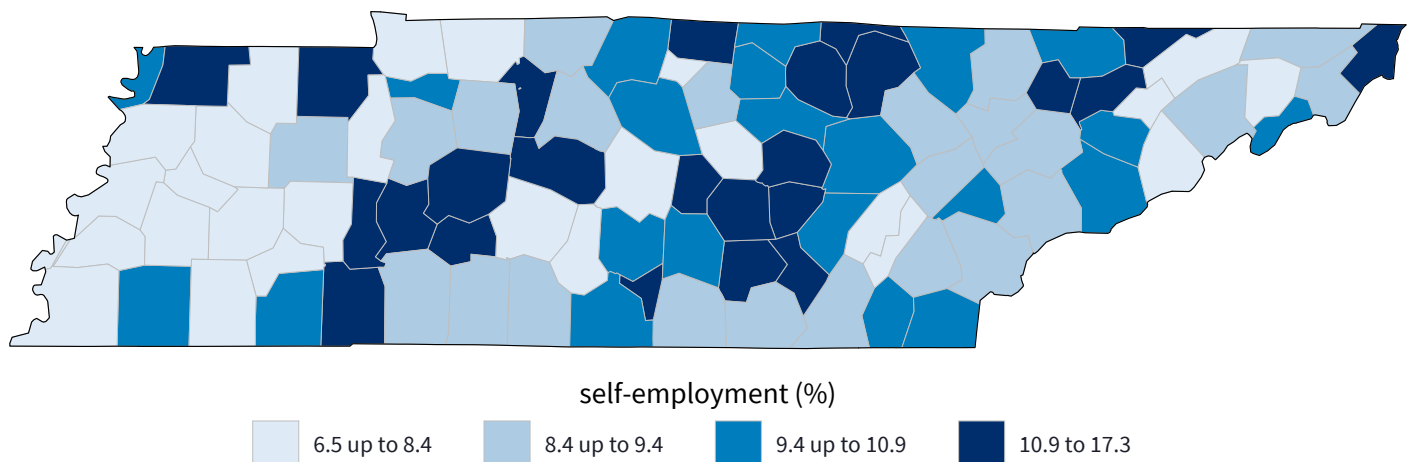 self-employment (%)
6.5 up to 8.4 8.4 up to 9.4 9.4 up to 10.9 10.9 to 17.3